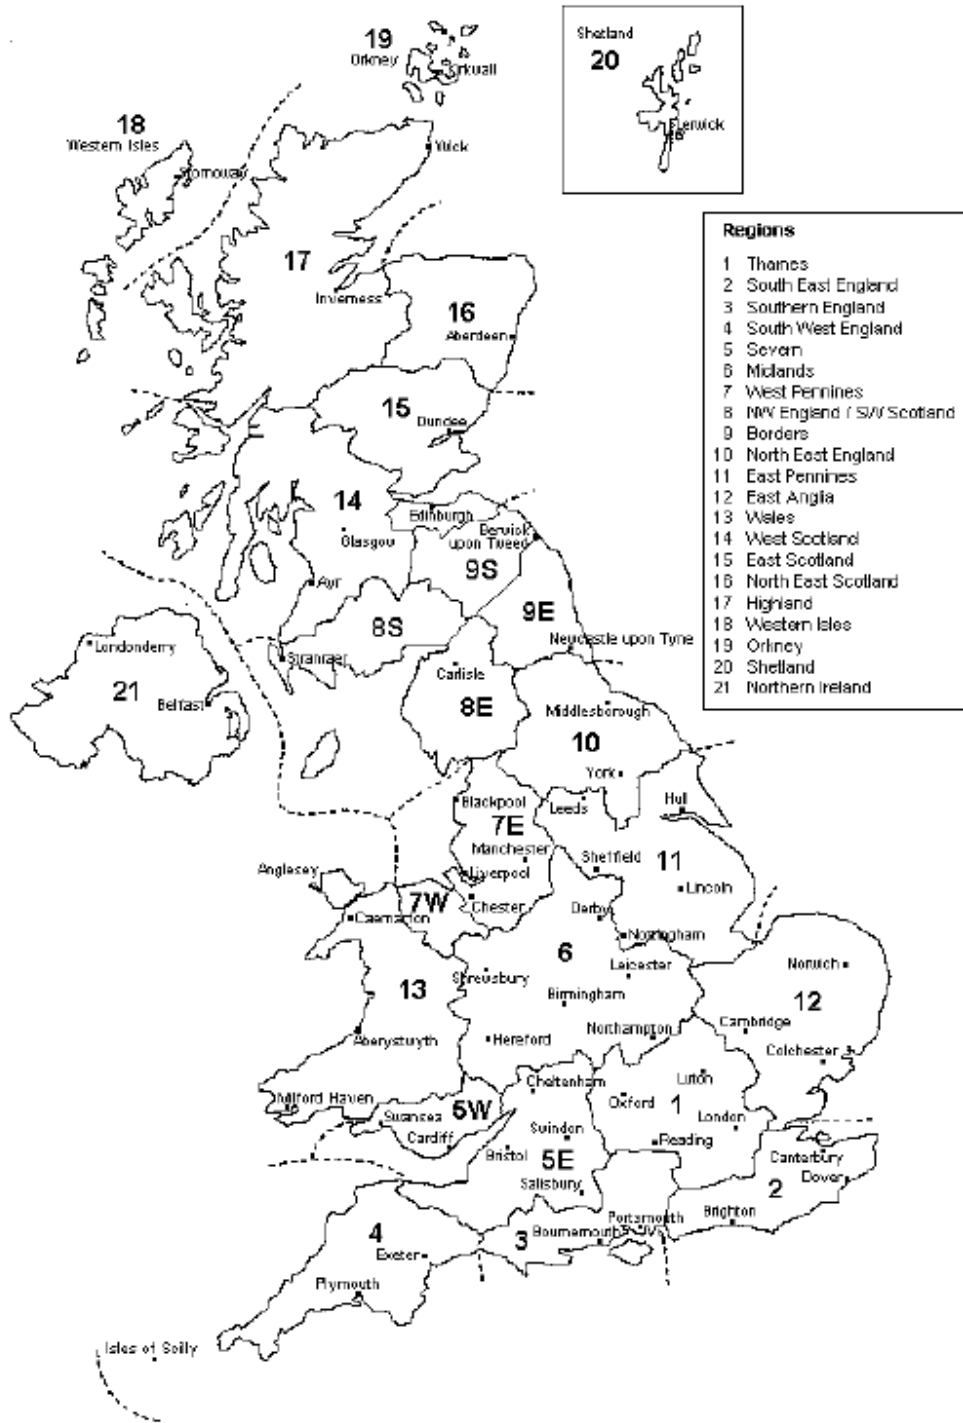 19
Orkney
Kirkwall
Shetland
20
Lerwick
18
Western Isles
Stornoway
Wick
Regions
1 Thames
2 South East England
3 Southern England
4 South West England
5 Severn
6 Midlands
7 West Pennines
8 NW England / SW Scotland
9 Borders
10 North East England
11 East Pennines
12 East Anglia
13 Wales
14 West Scotland
15 East Scotland
16 North East Scotland
17 Highland
18 Western Isles
19 Orkney
20 Shetland
21 Northern Ireland
17
Inverness
16
Aberdeen
15
Dundee
14
Glasgow
Edinburgh
Berwick
upon Tweed
9S
Ayr
9E
8S
Newcastle upon Tyne
Londonderry
Stranraer
Carlisle
21
Belfast
8E
Middlesborough
10
York
Blackpool
Leeds
Hull
7E
Manchester
Sheffield
11
Anglesey
Liverpool
Lincoln
7W
Chester
Derby
Caernarfon
Nottingham
6
Shrewsbury
Leicester
Norwich
13
Birmingham
12
Aberystwyth
Hereford
Northampton
Cambridge
Colchester
Cheltenham
Luton
Milford Haven
5W
Oxford
1
Swansea
London
Cardiff
Swindon
Bristol
5E
Reading
Canterbury
Salisbury
2
Dover
Portsmouth
Brighton
4
3
Bournemouth
Exeter
Plymouth
Isles of Scilly